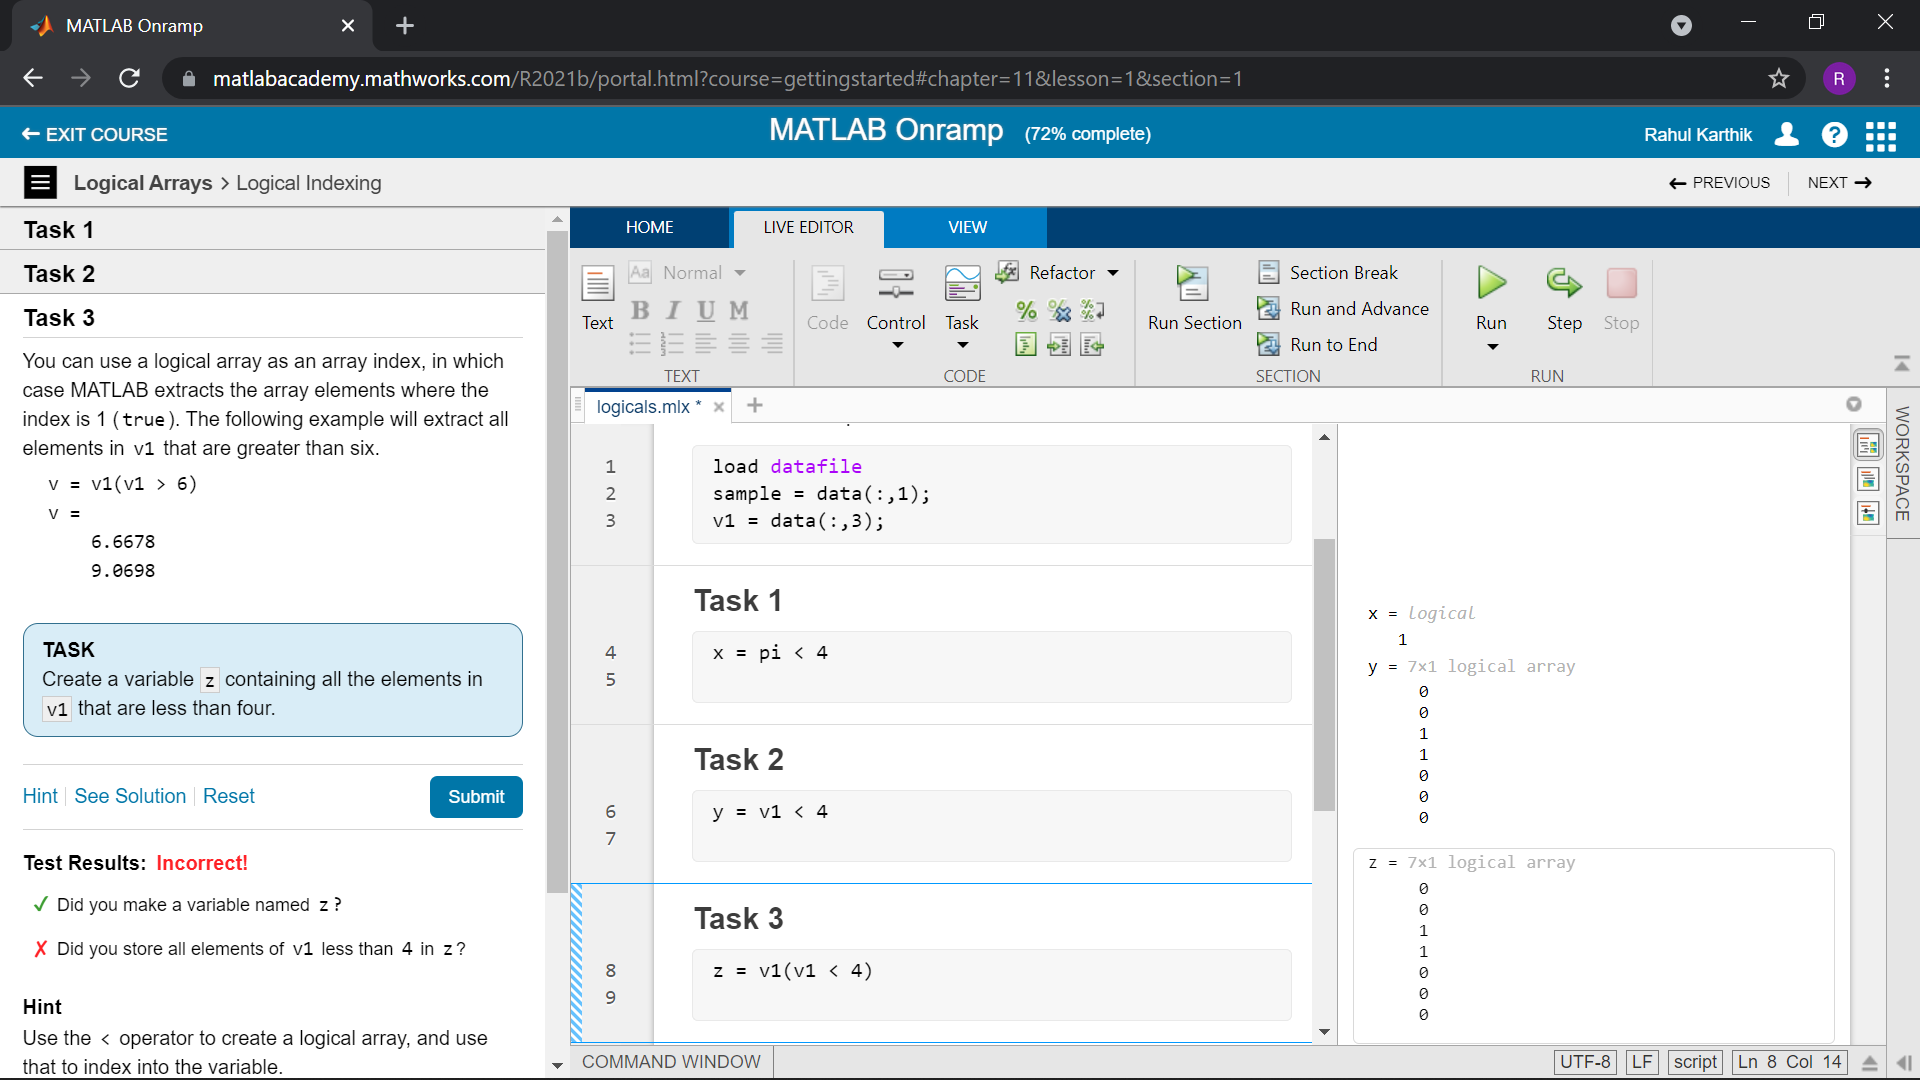 MATLAB Onramp
matlabacademy.mathworks.com/R2021b/portal.html?course=gettingstarted#chapter=11&lesson=1&section=1
R
EXIT COURSE
MATLAB Onramp (72% complete)
Rahul Karthik
?
Logical Arrays > Logical Indexing
PREVIOUS
NEXT
Task 1
Task 2
Task 3
You can use a logical array as an array index, in which
case MATLAB extracts the array elements where the
index is 1 (true). The following example will extract all
elements in v1 that are greater than six.
v = v1(v1 > 6)
v =
6.6678
9.0698
TASK
Create a variable z containing all the elements in
v1 that are less than four.
Hint
See Solution
Reset
Submit
Test Results: Incorrect!
✓ Did you make a variable named z?
✗ Did you store all elements of v1 less than 4 in z?
Hint
Use the < operator to create a logical array, and use
that to index into the variable.
HOME
LIVE EDITOR
VIEW
Text
Aa Normal
B I U M
TEXT
Code
Control
Task
Refactor
CODE
Run Section
Section Break
Run and Advance
Run to End
SECTION
Run
Step
Stop
RUN
logicals.mlx *
WORKSPACE
1 load datafile
2 sample = data(:,1);
3 v1 = data(:,3);
Task 1
4 x = pi < 4
5
Task 2
6 y = v1 < 4
7
Task 3
8 z = v1(v1 < 4)
9
x = logical
1
y = 7×1 logical array
0
0
1
1
0
0
0
z = 7×1 logical array
0
0
1
1
0
0
0
COMMAND WINDOW
UTF-8
LF
script
Ln 8 Col 14